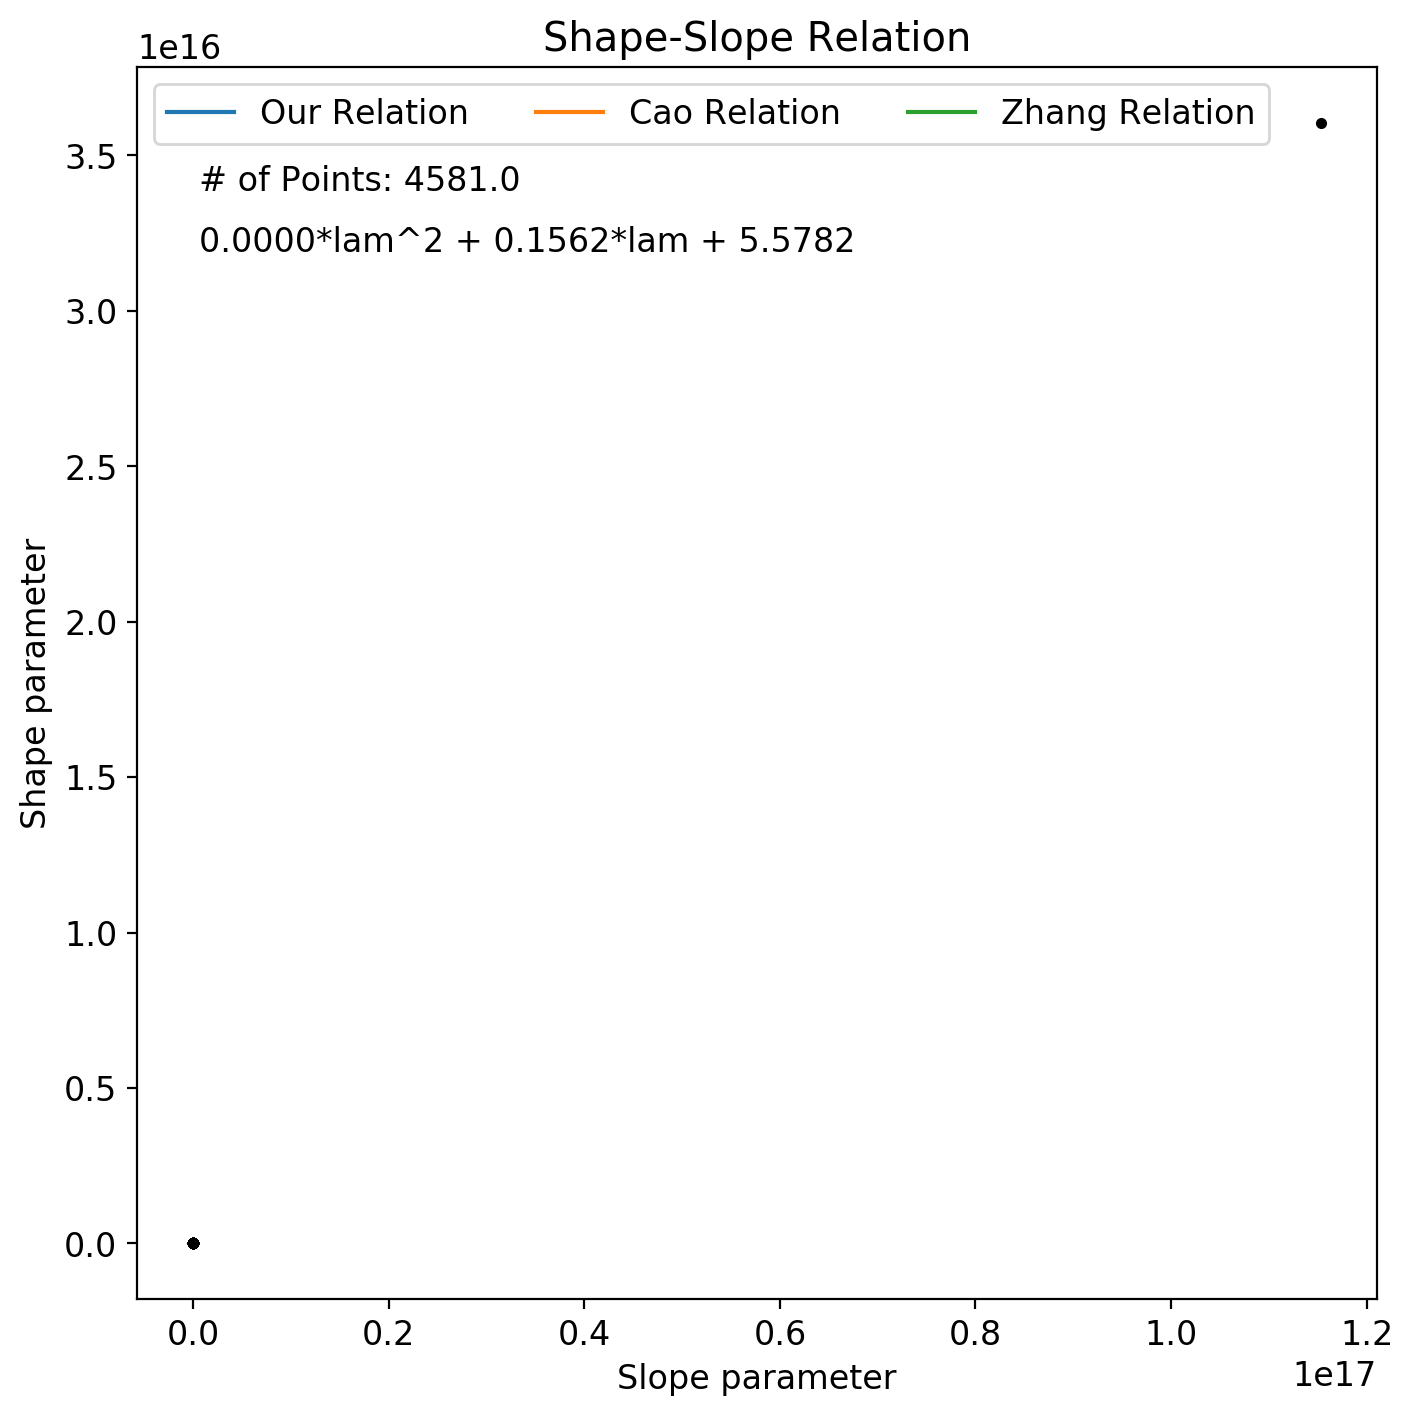 Shape-Slope Relation
1e16
Our Relation Cao Relation Zhang Relation
# of Points: 4581.0
0.0000*lam^2 + 0.1562*lam + 5.5782
3.5
3.0
2.5
2.0
1.5
1.0
0.5
0.0
Shape parameter
0.0 0.2 0.4 0.6 0.8 1.0 1.2
1e17
Slope parameter